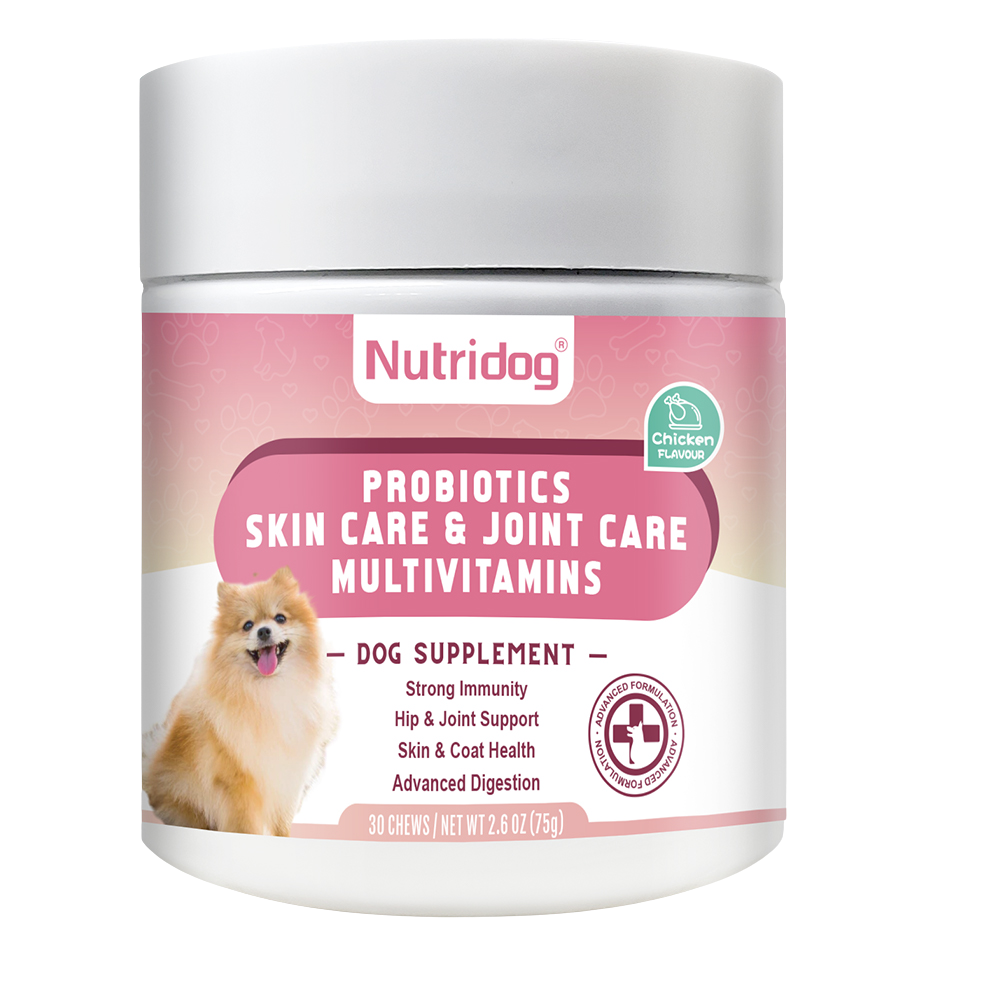 Nutridog®
Chicken
FLAVOUR
PROBIOTICS
SKIN CARE & JOINT CARE
MULTIVITAMINS
— DOG SUPPLEMENT —
Strong Immunity
Hip & Joint Support
Skin & Coat Health
Advanced Digestion
· ADVANCED FORMULATION · ADVANCED FORMULATION
30 CHEWS / NET WT 2.6 OZ (75g)